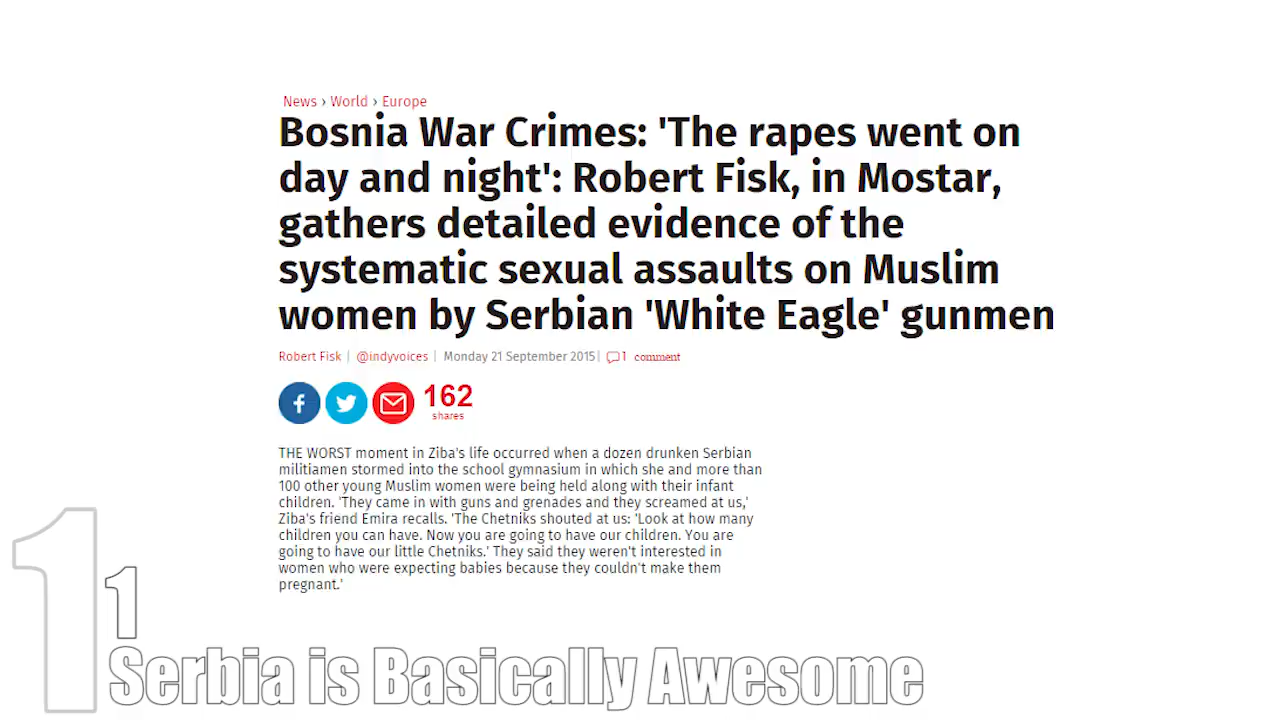 News › World › Europe
Bosnia War Crimes: 'The rapes went on
day and night': Robert Fisk, in Mostar,
gathers detailed evidence of the
systematic sexual assaults on Muslim
women by Serbian 'White Eagle' gunmen
Robert Fisk | @indyvoices | Monday 21 September 2015| 1 comment
162
shares
THE WORST moment in Ziba's life occurred when a dozen drunken Serbian
militiamen stormed into the school gymnasium in which she and more than
100 other young Muslim women were being held along with their infant
children. 'They came in with guns and grenades and they screamed at us,'
Ziba's friend Emira recalls. 'The Chetniks shouted at us: 'Look at how many
children you can have. Now you are going to have our children. You are
going to have our little Chetniks.' They said they weren't interested in
women who were expecting babies because they couldn't make them
pregnant.'
1
1
Serbia is Basically Awesome